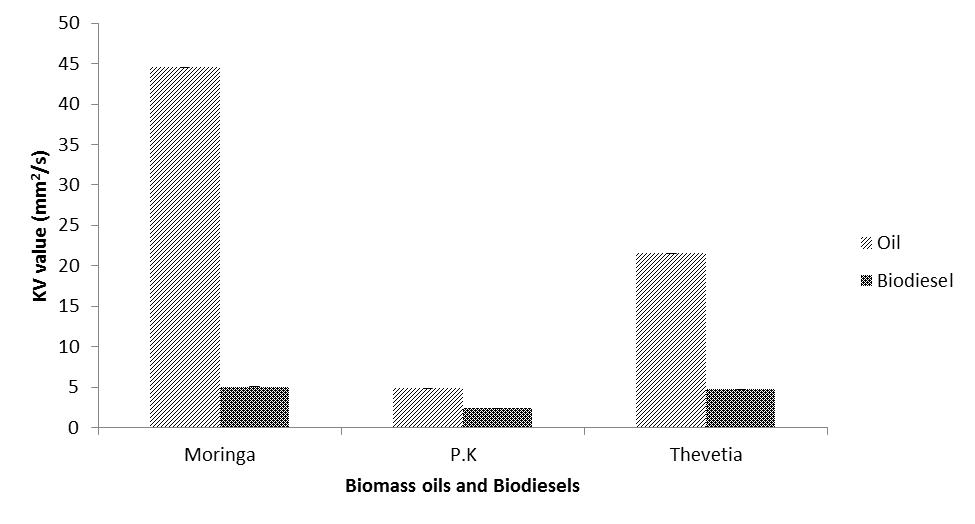 50
45
40
35
30
25
20
15
10
5
0
KV value (mm²/s)
Moringa
P.K
Thevetia
Biomass oils and Biodiesels
Oil
Biodiesel